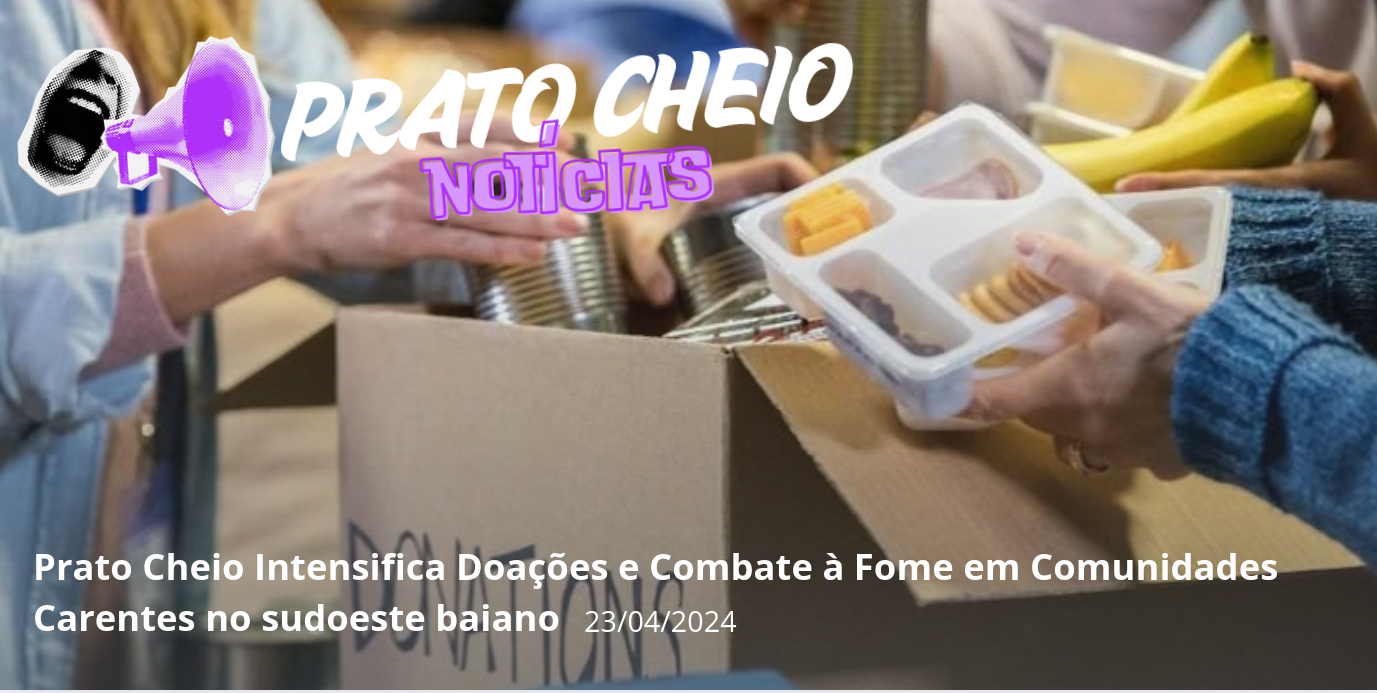 PRATO CHEIO
NOTÍCIAS
DONATIONS
Prato Cheio Intensifica Doações e Combate à Fome em Comunidades
Carentes no sudoeste baiano 23/04/2024